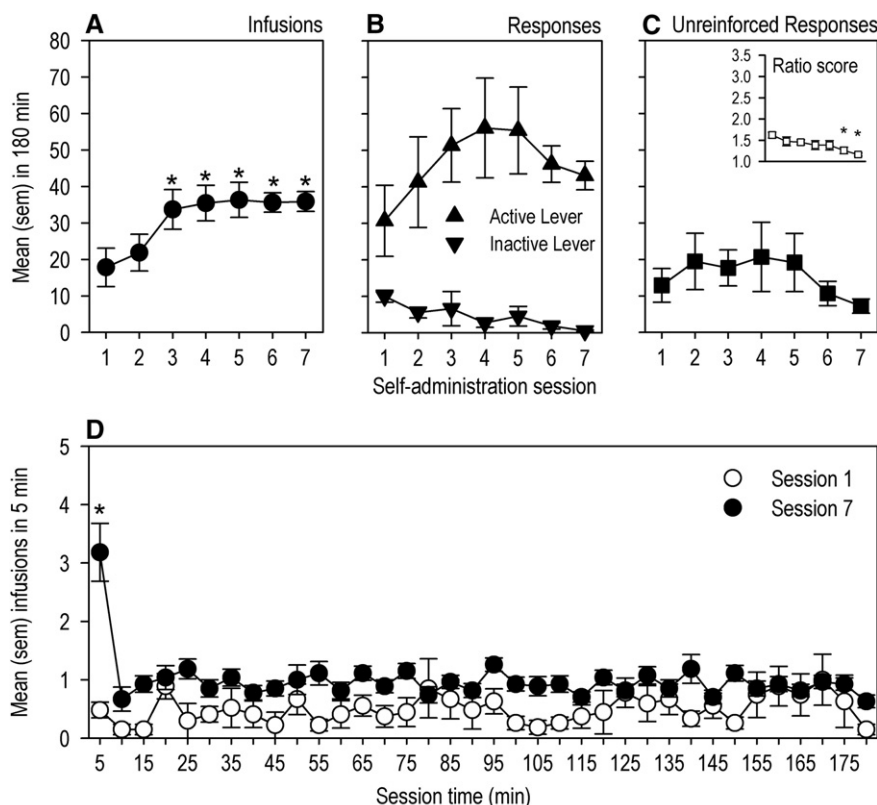 A Infusions
B Responses
C Unreinforced Responses
Mean (sem) in 180 min
80
70
60
50
40
30
20
10
0
* * * * *
1 2 3 4 5 6 7
Active Lever
Inactive Lever
1 2 3 4 5 6 7
Ratio score
3.5
3.0
2.5
2.0
1.5
1.0
* *
1 2 3 4 5 6 7
Self-administration session
D
Mean (sem) infusions in 5 min
5
4
3
2
1
0
*
Session 1
Session 7
5 15 25 35 45 55 65 75 85 95 105 115 125 135 145 155 165 175
Session time (min)